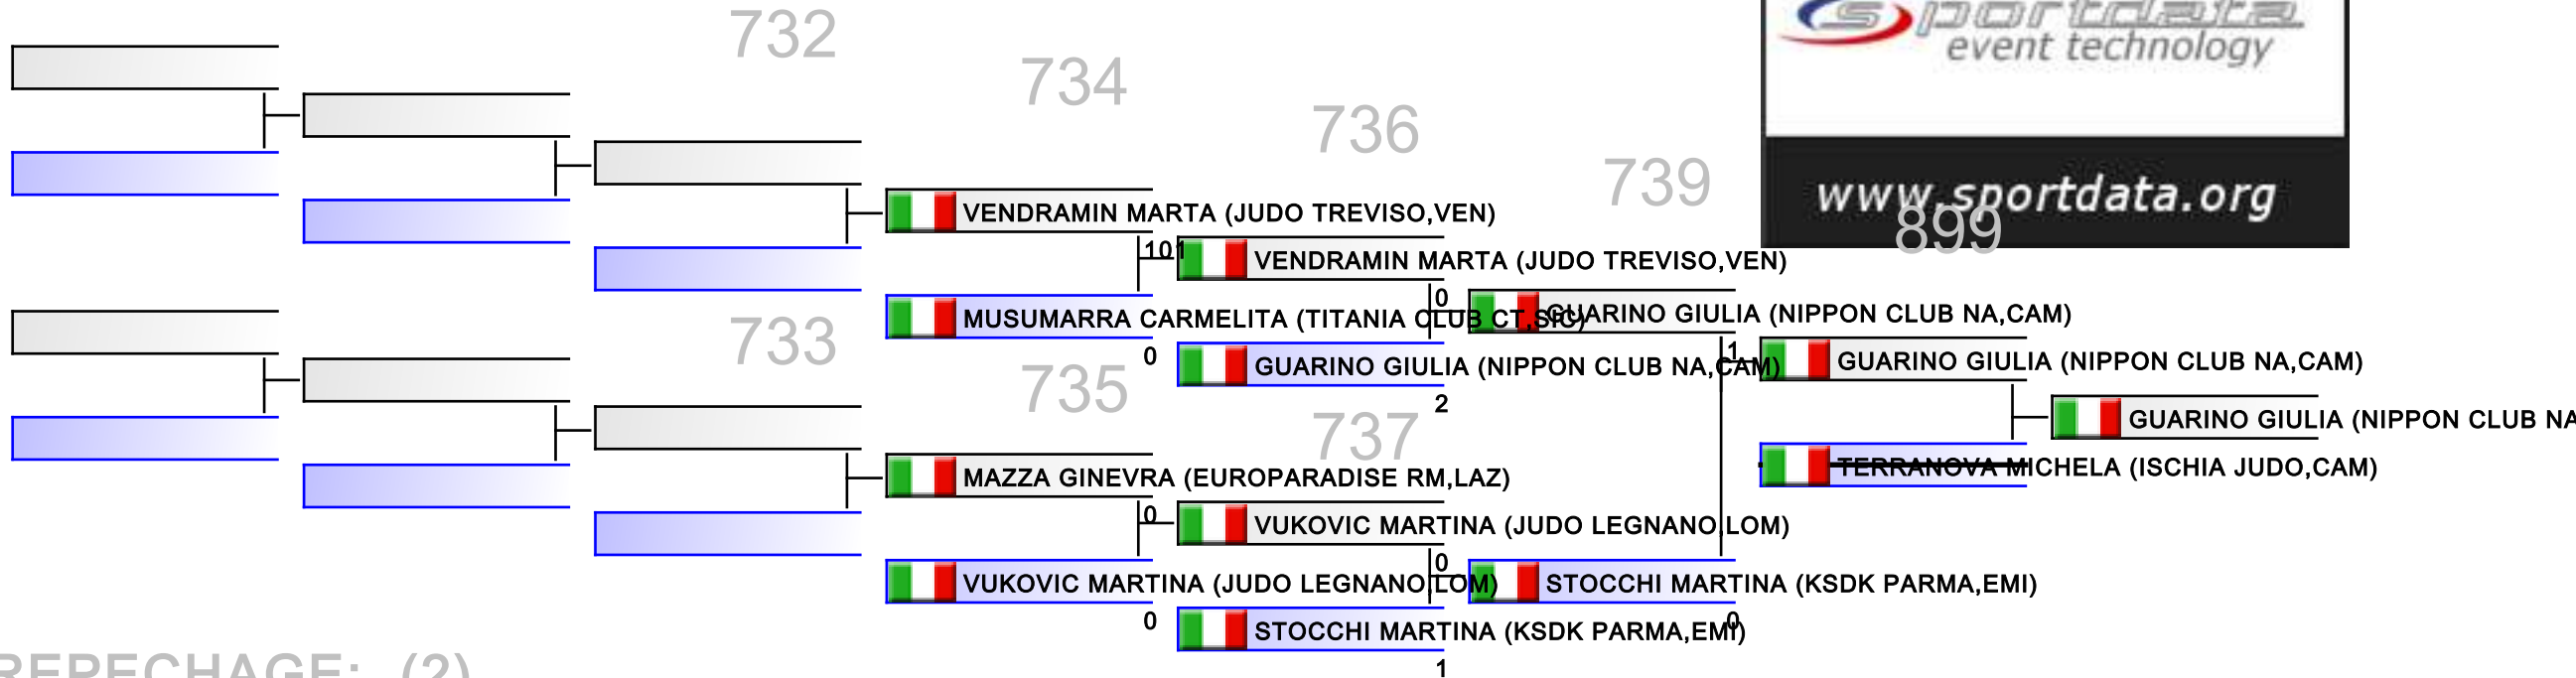 sportdata
event technology
732
734
736
739
www.sportdata.org
899
VENDRAMIN MARTA (JUDO TREVISO,VEN)
101
VENDRAMIN MARTA (JUDO TREVISO,VEN)
0
MUSUMARRA CARMELITA (TITANIA CLUB CT,SIC)
GUARINO GIULIA (NIPPON CLUB NA,CAM)
733
0
1
735
GUARINO GIULIA (NIPPON CLUB NA,CAM)
GUARINO GIULIA (NIPPON CLUB NA,CAM)
2
737
GUARINO GIULIA (NIPPON CLUB NA
MAZZA GINEVRA (EUROPARADISE RM,LAZ)
TERRANOVA MICHELA (ISCHIA JUDO,CAM)
0
VUKOVIC MARTINA (JUDO LEGNANO,LOM)
0
VUKOVIC MARTINA (JUDO LEGNANO,LOM)
STOCCHI MARTINA (KSDK PARMA,EMI)
0
0
STOCCHI MARTINA (KSDK PARMA,EMI)
1
REPECHAGE: (2)